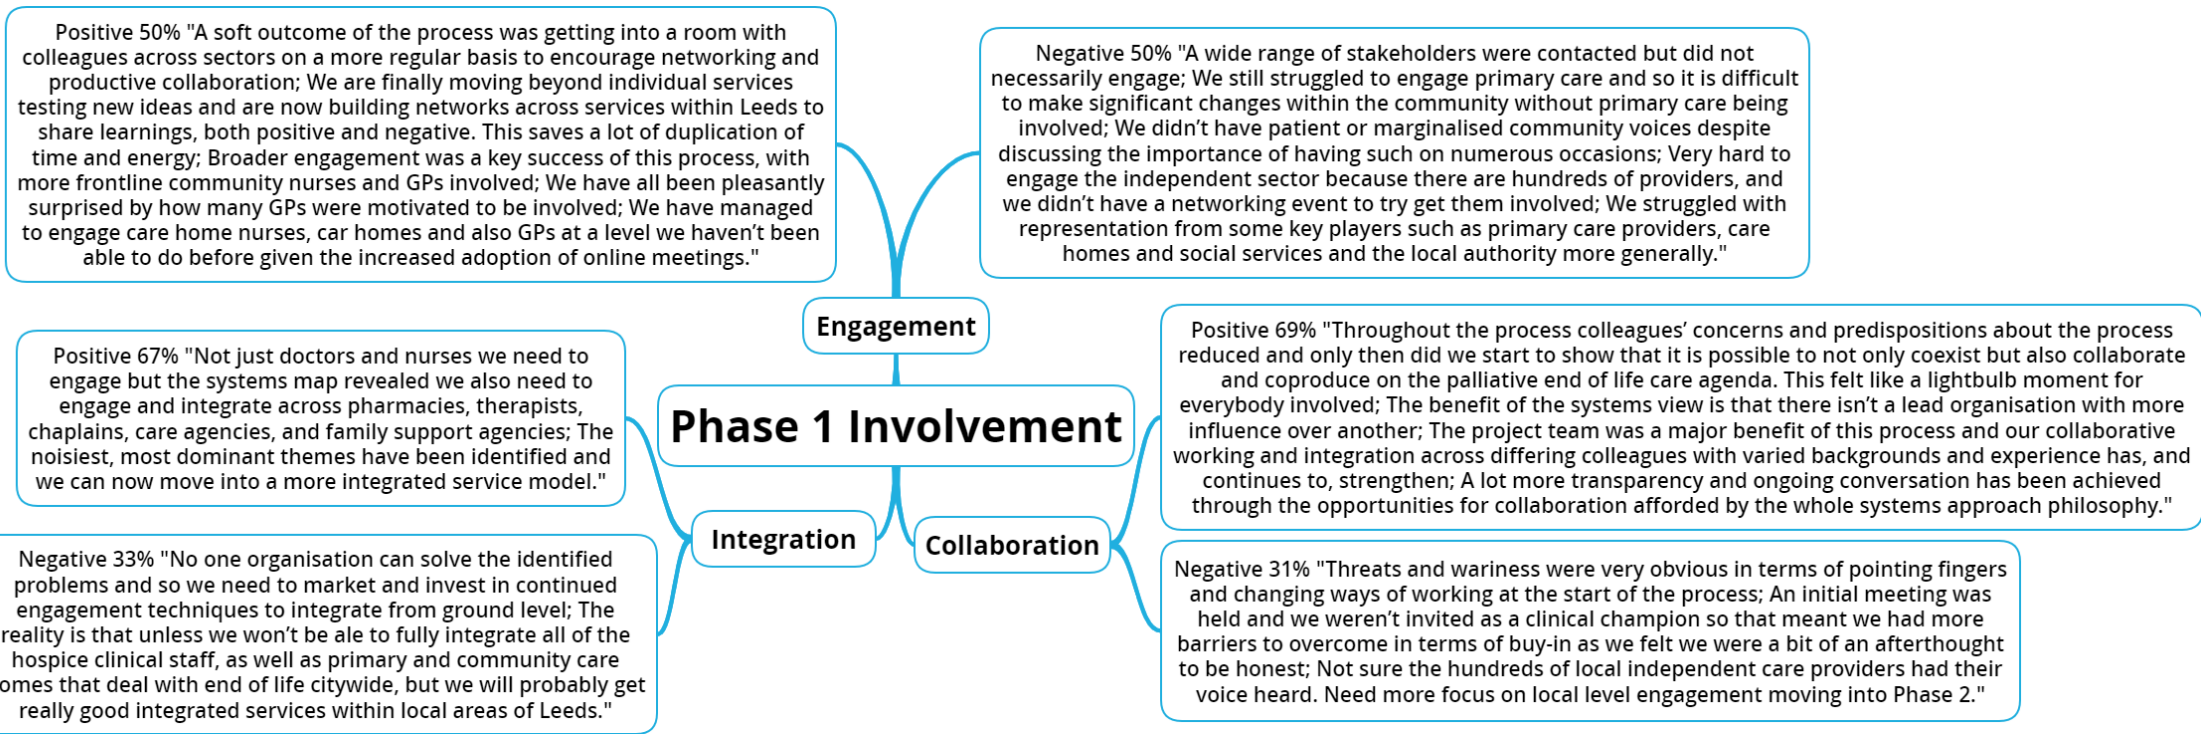 Positive 50% "A soft outcome of the process was getting into a room with
colleagues across sectors on a more regular basis to encourage networking and
productive collaboration; We are finally moving beyond individual services
testing new ideas and are now building networks across services within Leeds to
share learnings, both positive and negative. This saves a lot of duplication of
time and energy; Broader engagement was a key success of this process, with
more frontline community nurses and GPs involved; We have all been pleasantly
surprised by how many GPs were motivated to be involved; We have managed
to engage care home nurses, car homes and also GPs at a level we haven’t been
able to do before given the increased adoption of online meetings."
Negative 50% "A wide range of stakeholders were contacted but did not
necessarily engage; We still struggled to engage primary care and so it is difficult
to make significant changes within the community without primary care being
involved; We didn’t have patient or marginalised community voices despite
discussing the importance of having such on numerous occasions; Very hard to
engage the independent sector because there are hundreds of providers, and
we didn’t have a networking event to try get them involved; We struggled with
representation from some key players such as primary care providers, care
homes and social services and the local authority more generally."
Engagement
Phase 1 Involvement
Positive 67% "Not just doctors and nurses we need to
engage but the systems map revealed we also need to
engage and integrate across pharmacies, therapists,
chaplains, care agencies, and family support agencies; The
noisiest, most dominant themes have been identified and
we can now move into a more integrated service model."
Positive 69% "Throughout the process colleagues’ concerns and predispositions about the process
reduced and only then did we start to show that it is possible to not only coexist but also collaborate
and coproduce on the palliative end of life care agenda. This felt like a lightbulb moment for
everybody involved; The benefit of the systems view is that there isn’t a lead organisation with more
influence over another; The project team was a major benefit of this process and our collaborative
working and integration across differing colleagues with varied backgrounds and experience has, and
continues to, strengthen; A lot more transparency and ongoing conversation has been achieved
through the opportunities for collaboration afforded by the whole systems approach philosophy."
Integration
Collaboration
Negative 33% "No one organisation can solve the identified
problems and so we need to market and invest in continued
engagement techniques to integrate from ground level; The
reality is that unless we won’t be ale to fully integrate all of the
hospice clinical staff, as well as primary and community care
omes that deal with end of life citywide, but we will probably get
really good integrated services within local areas of Leeds."
Negative 31% "Threats and wariness were very obvious in terms of pointing fingers
and changing ways of working at the start of the process; An initial meeting was
held and we weren’t invited as a clinical champion so that meant we had more
barriers to overcome in terms of buy-in as we felt we were a bit of an afterthought
to be honest; Not sure the hundreds of local independent care providers had their
voice heard. Need more focus on local level engagement moving into Phase 2."